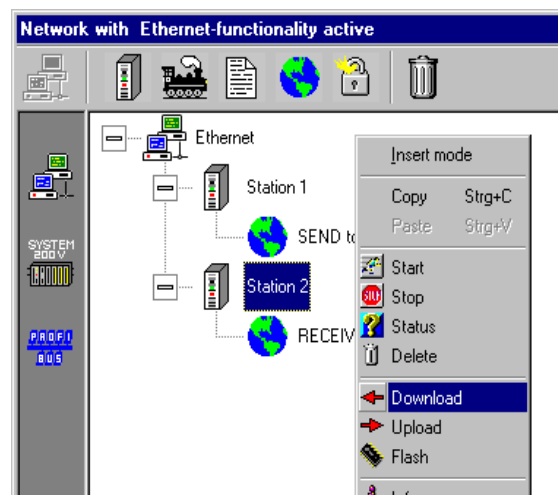 Network with Ethernet-functionality active
Ethernet
Station 1
SEND to
Station 2
RECEIV
SYSTEM
200V
PROFI
BUS
Insert mode
Copy Strg+C
Paste Strg+V
Start
STOP Stop
Status
Delete
Download
Upload
Flash